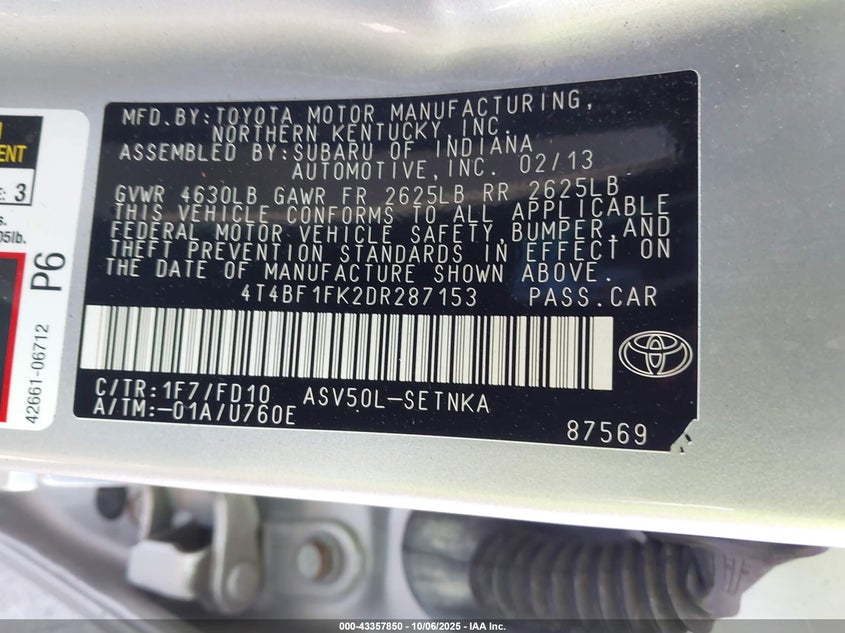 MFD.BY:TOYOTA MOTOR MANUFACTURING,
NORTHERN KENTUCKY, INC.
ASSEMBLED BY:SUBARU OF INDIANA
AUTOMOTIVE,INC. 02/13
GVWR 4630LB GAWR FR 2625LB RR 2625LB
THIS VEHICLE CONFORMS TO ALL APPLICABLE
FEDERAL MOTOR VEHICLE SAFETY,BUMPER,AND
THEFT PREVENTION STANDARDS IN EFFECT ON
THE DATE OF MANUFACTURE SHOWN ABOVE.
4T4BF1FK2DR287153 PASS.CAR
C/TR:1F7/FD10 ASV50L-SETNKA
A/TM:-01A/U760E
87569
3
P6
42661-06712
000-43357850 - 10/06/2025 - IAA Inc.